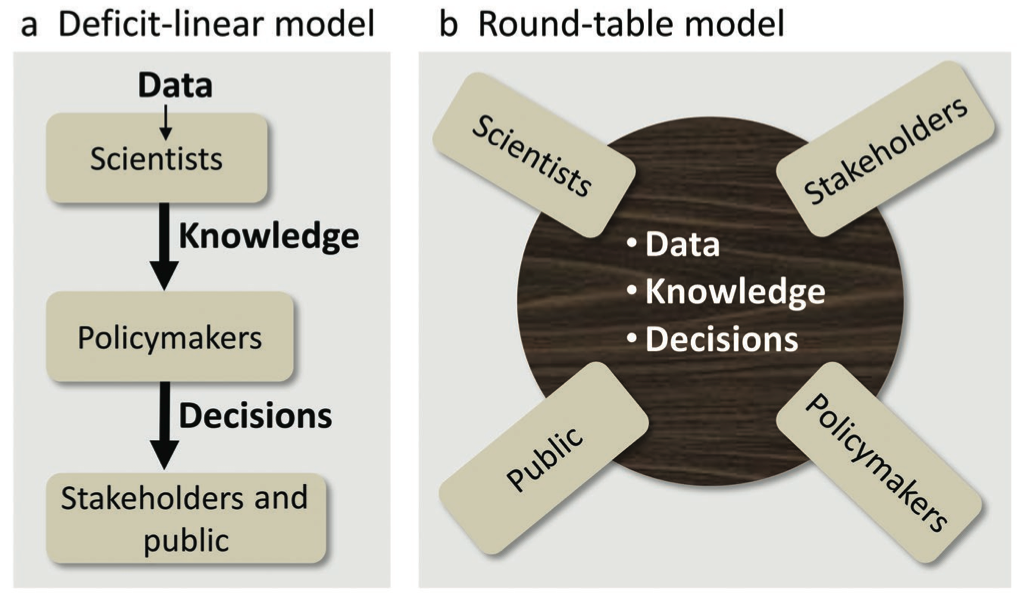 a Deficit-linear model
Data
Scientists
Knowledge
Policymakers
Decisions
Stakeholders and
public
b Round-table model
Scientists
Stakeholders
• Data
• Knowledge
• Decisions
Public
Policymakers